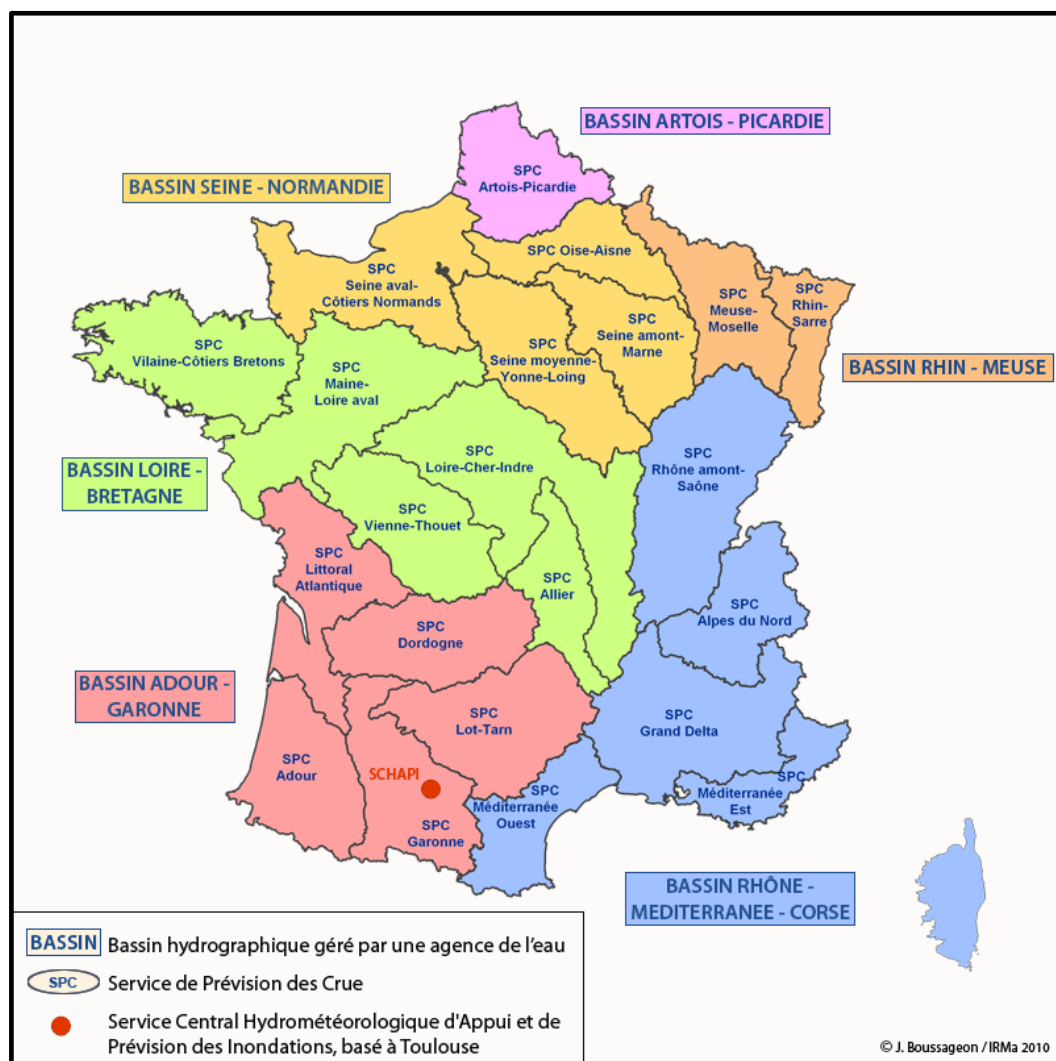 BASSIN ARTOIS - PICARDIE
SPC
Artois-Picardie
BASSIN SEINE - NORMANDIE
SPC Oise-Aisne
SPC
Seine aval-
Côtiers Normands
SPC
Meuse-
Moselle
SPC
Rhin-
Sarre
SPC
Seine amont-
Marne
SPC
Seine moyenne-
Yonne-Loing
SPC
Vilaine-Côtiers Bretons
SPC
Maine-
Loire aval
BASSIN RHIN - MEUSE
BASSIN LOIRE -
BRETAGNE
SPC
Loire-Cher-Indre
SPC
Rhône amont-
Saône
SPC
Vienne-Thouet
SPC
Littoral
Atlantique
SPC
Allier
SPC
Alpes du Nord
SPC
Dordogne
BASSIN ADOUR -
GARONNE
SPC
Lot-Tarn
SPC
Grand Delta
SPC
Adour
SCHAPI
SPC
Méditerranée
Ouest
SPC
Méditerranée
Est
SPC
Garonne
BASSIN RHÔNE -
MEDITERRANEE - CORSE
BASSIN Bassin hydrographique géré par une agence de l'eau
SPC Service de Prévision des Crue
Service Central Hydrométéorologique d'Appui et de
Prévision des Inondations, basé à Toulouse
© J. Boussageon / IRMa 2010